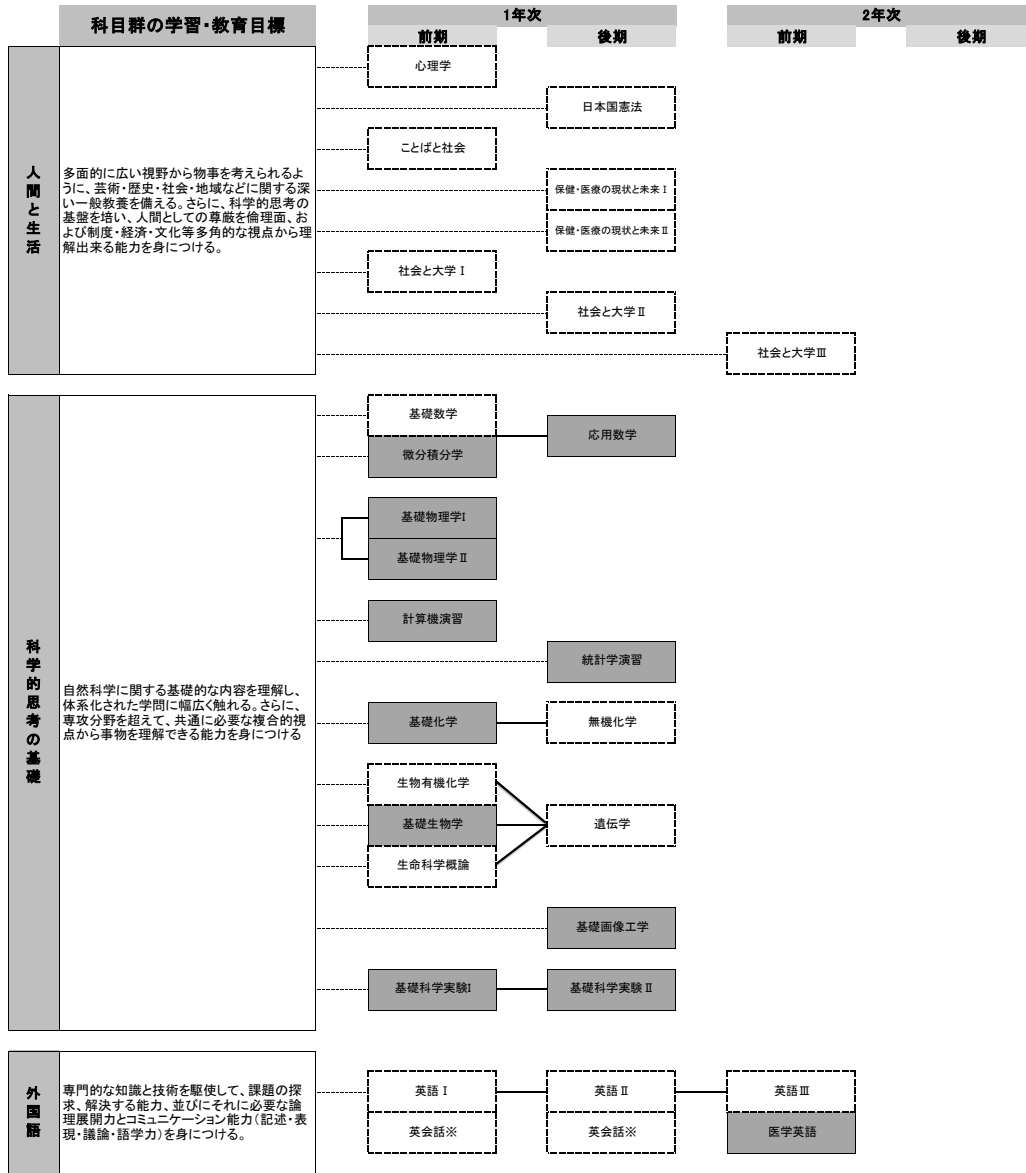 科目群の学習・教育目標
1年次
2年次
前期
後期
前期
後期
人間と生活
多面的に広い視野から物事を考えられるよ
うに、芸術・歴史・社会・地域などに関する深
い一般教養を備える。さらに、科学的思考の
基盤を培い、人間としての尊厳を倫理面、お
よび制度・経済・文化等多角的な視点から理
解出来る能力を身につける。
心理学
日本国憲法
ことばと社会
保健・医療の現状と未来Ⅰ
保健・医療の現状と未来Ⅱ
社会と大学Ⅰ
社会と大学Ⅱ
社会と大学Ⅲ
科学的思考の基礎
自然科学に関する基礎的な内容を理解し、
体系化された学問に幅広く触れる。さらに、
専攻分野を超えて、共通に必要な複合的視
点から事物を理解できる能力を身につける
基礎数学
応用数学
微分積分学
基礎物理学I
基礎物理学Ⅱ
計算機演習
統計学演習
基礎化学
無機化学
生物有機化学
基礎生物学
遺伝学
生命科学概論
基礎画像工学
基礎科学実験I
基礎科学実験Ⅱ
外国語
専門的な知識と技術を駆使して、課題の探
求、解決する能力、並びにそれに必要な論
理展開力とコミュニケーション能力(記述・表
現・議論・語学力)を身につける。
英語Ⅰ
英語Ⅱ
英語Ⅲ
英会話※
英会話※
医学英語